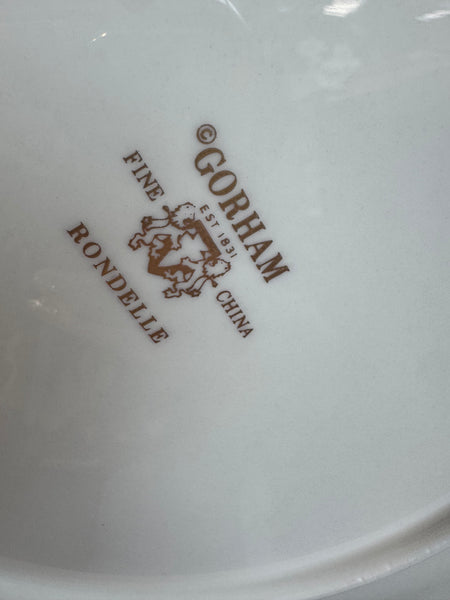 © GORHAM
EST 1831
FINE CHINA
RONDELLE